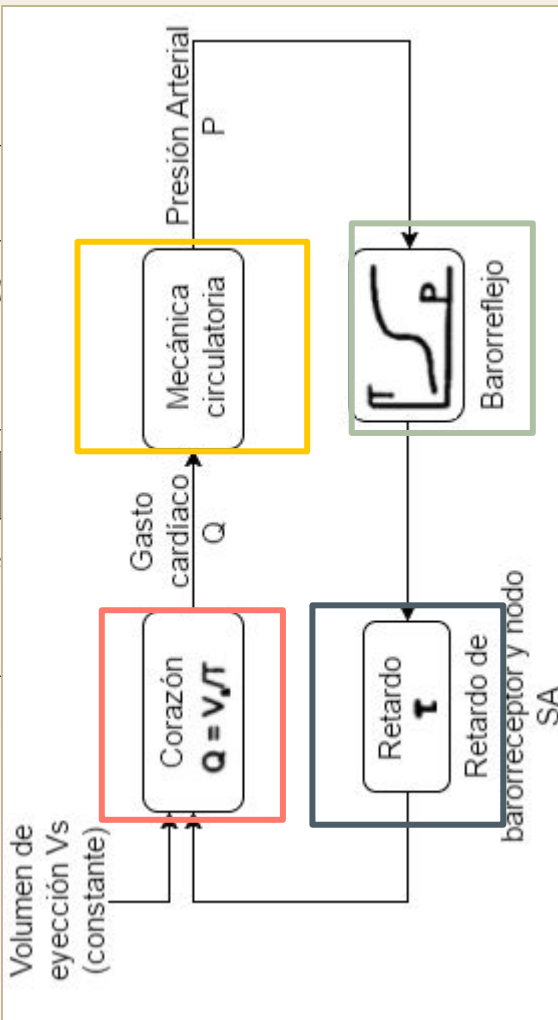 Volumen de
eyección Vs
(constante)
Corazón
Q = Vs/T
Gasto
cardíaco
Q
Mecánica
circulatoria
Presión Arterial
P
T
P
Barorreflejo
Retardo
τ
Retardo de
barorreceptor y nodo
SA